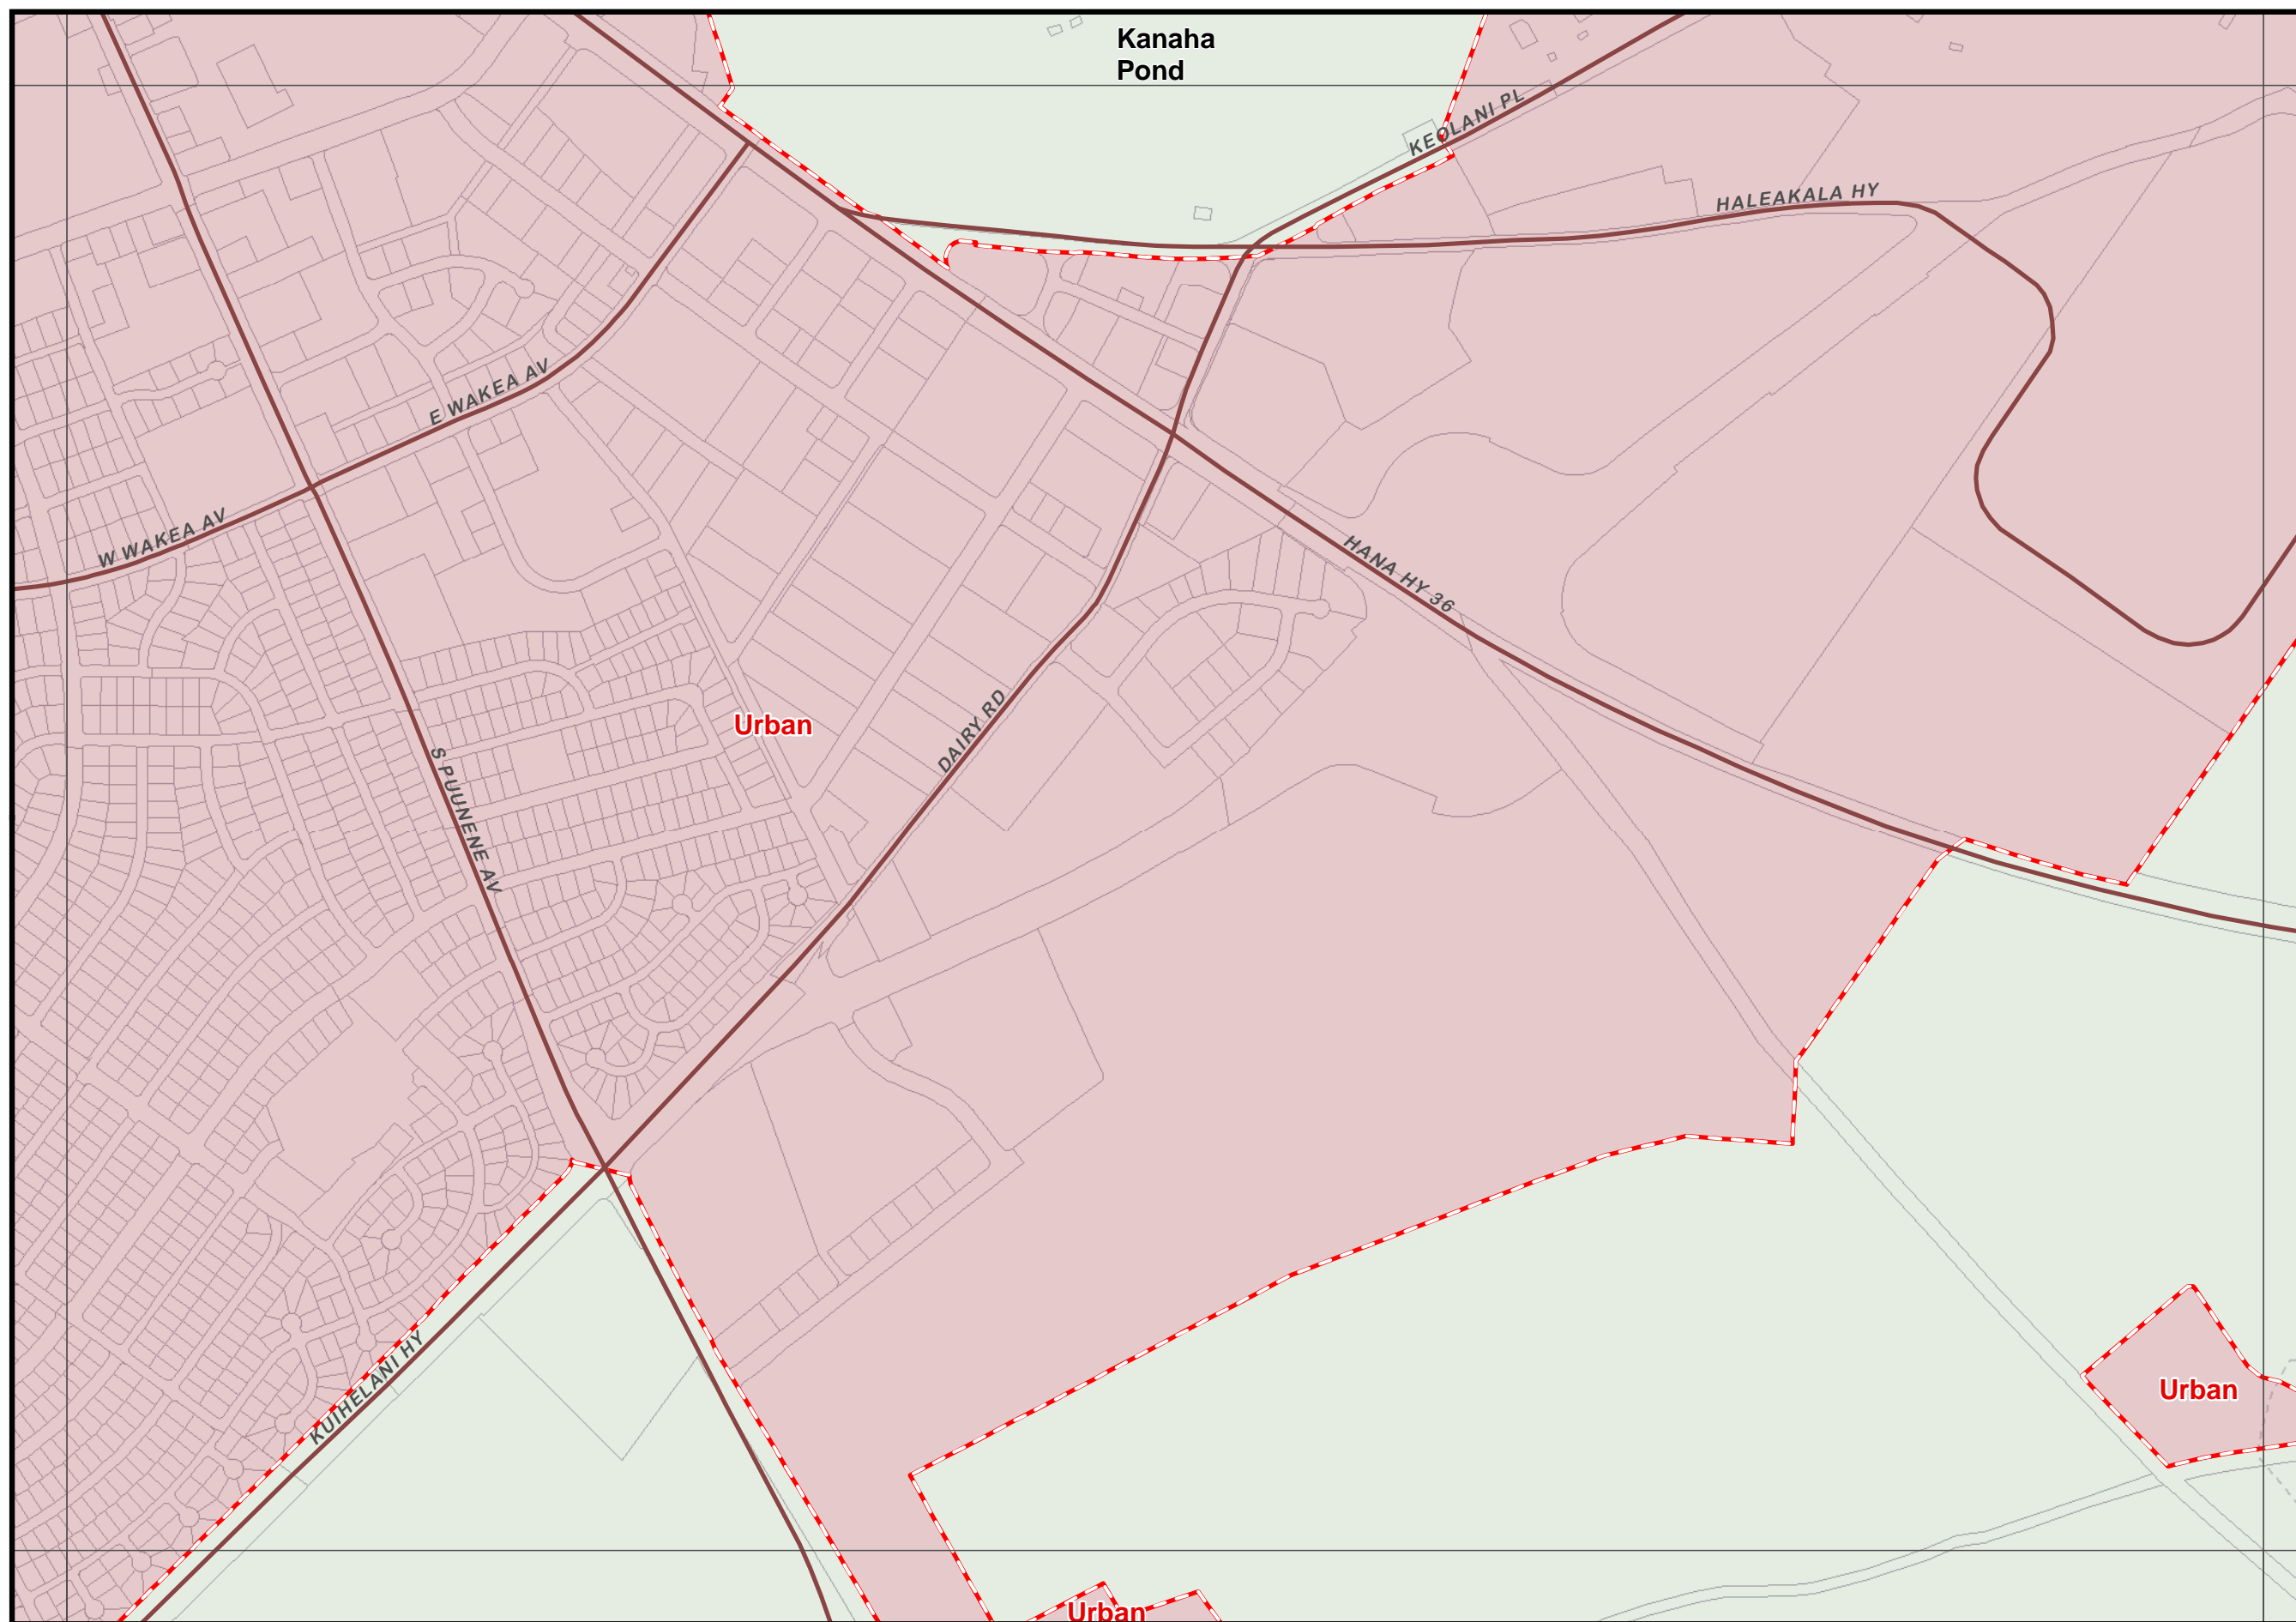 Kanaha
Pond
KEOLANI PL
HALEAKALA HY
E WAKEA AV
W WAKEA AV
HANA HY 36
DAIRY RD
Urban
S PUUNENE AV
KUIHELANI HY
Urban
Urban